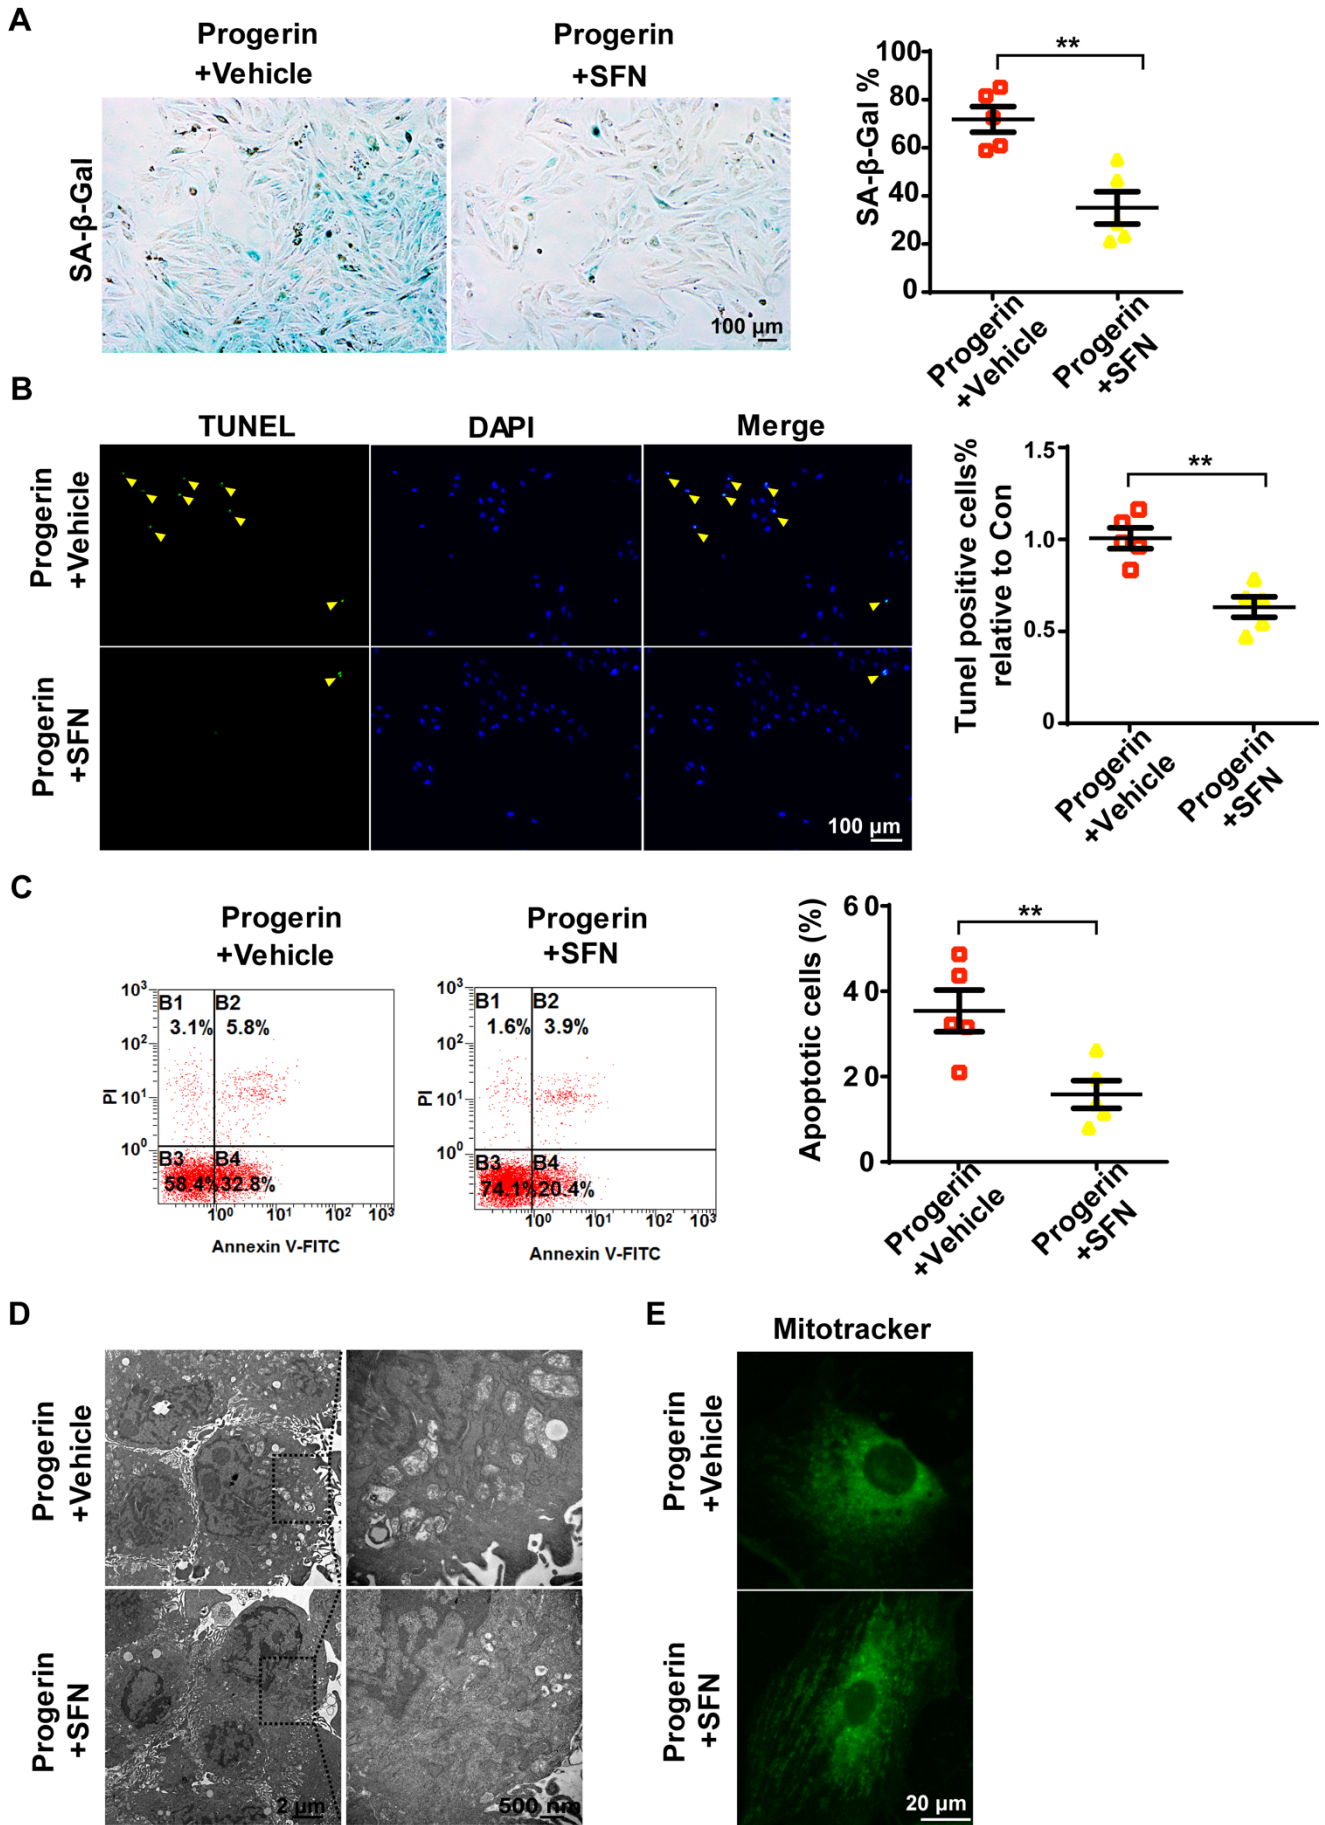 A
Progerin
+Vehicle
Progerin
+SFN
SA-β-Gal
100 µm
SA-β-Gal %
100
80
60
40
20
0
**
Progerin
+Vehicle
Progerin
+SFN
B
TUNEL
DAPI
Merge
Progerin
+Vehicle
Progerin
+SFN
100 µm
Tunel positive cells%
relative to Con
1.5
1.0
0.5
0
**
Progerin
+Vehicle
Progerin
+SFN
C
Progerin
+Vehicle
10³
10²
10¹
10⁰
PI
B1
3.1%
B2
5.8%
B3
58.4%
B4
32.8%
10⁰
10¹
10²
10³
Annexin V-FITC
Progerin
+SFN
10³
10²
10¹
10⁰
PI
B1
1.6%
B2
3.9%
B3
74.1%
B4
20.4%
10⁰
10¹
10²
10³
Annexin V-FITC
Apoptotic cells (%)
60
40
20
0
**
Progerin
+Vehicle
Progerin
+SFN
D
Progerin
+Vehicle
Progerin
+SFN
2 µm
500 nm
E
Mitotracker
Progerin
+Vehicle
Progerin
+SFN
20 µm